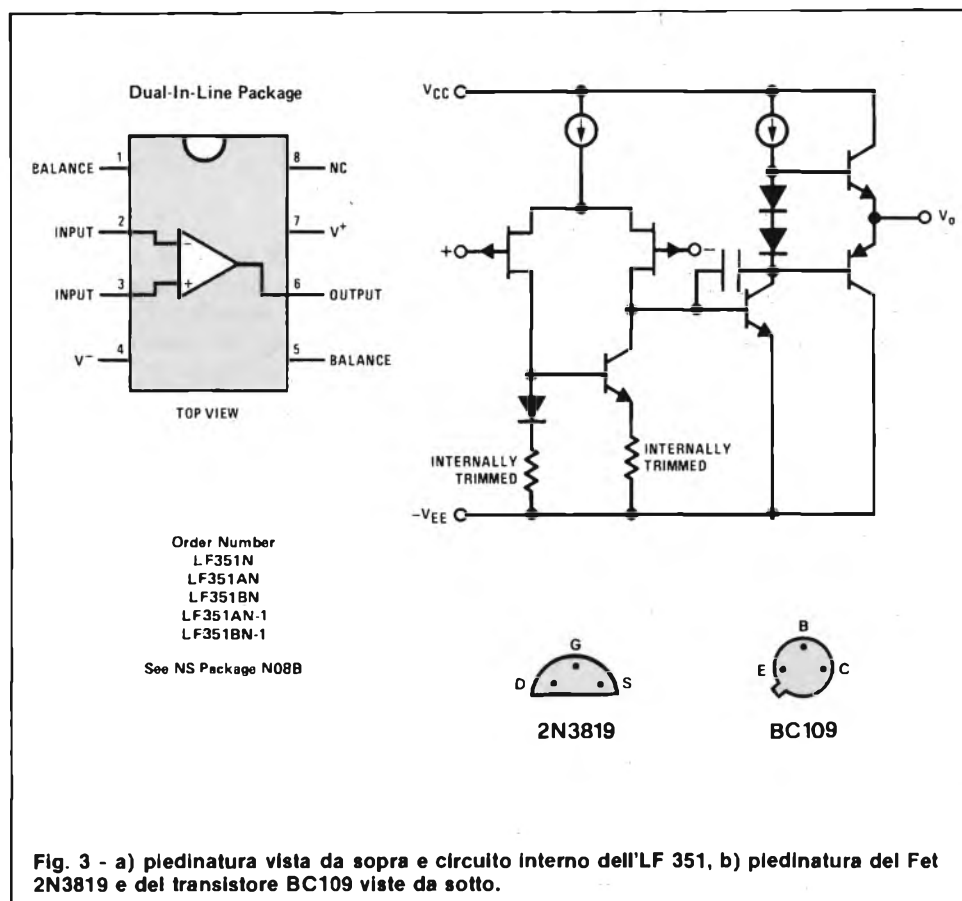 Dual-In-Line Package
BALANCE 1
8 NC
INPUT 2
7 V+
INPUT 3
6 OUTPUT
V− 4
5 BALANCE
−
+
TOP VIEW
Order Number
LF351N
LF351AN
LF351BN
LF351AN-1
LF351BN-1
See NS Package N08B
VCC
+
−
Vo
INTERNALLY
TRIMMED
INTERNALLY
TRIMMED
−VEE
G
D
S
2N3819
B
E
C
BC109
Fig. 3 - a) piedinatura vista da sopra e circuito interno dell'LF 351, b) piedinatura del Fet
2N3819 e del transistore BC109 viste da sotto.